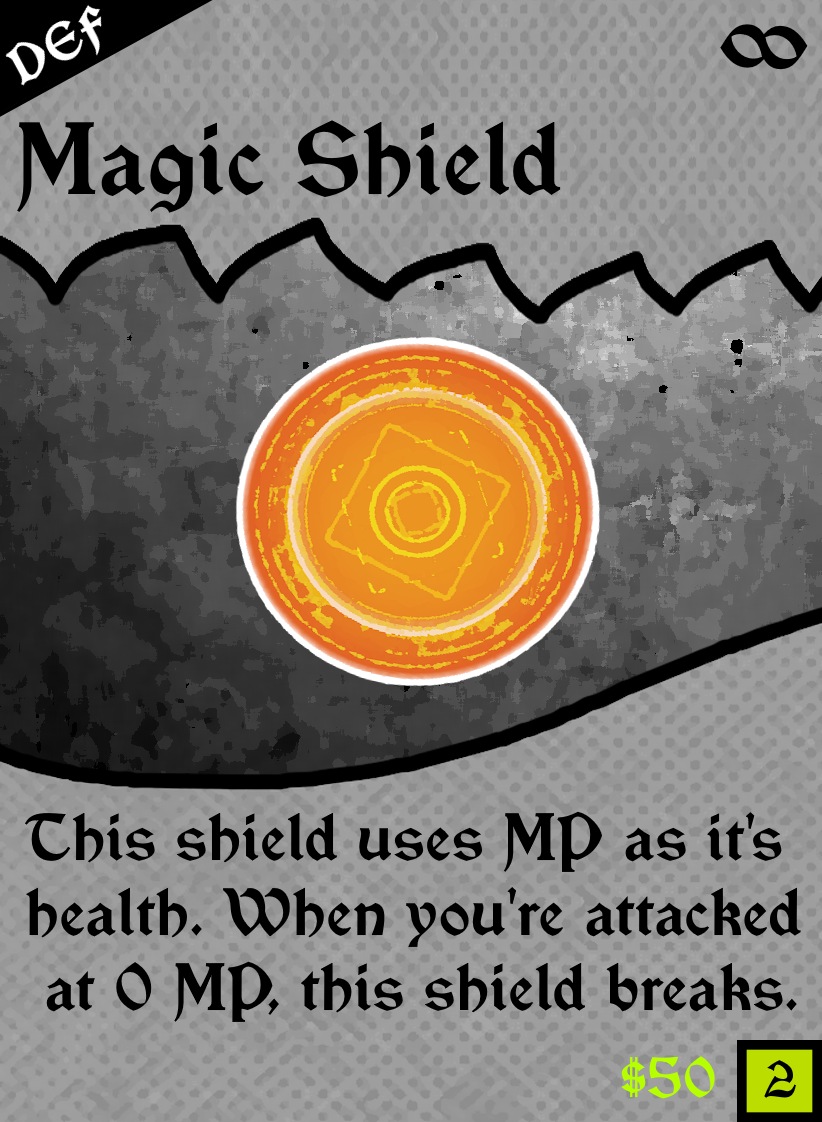 DEF
∞
Magic Shield
This shield uses MP as it's
health. When you're attacked
at 0 MP, this shield breaks.
$50 2